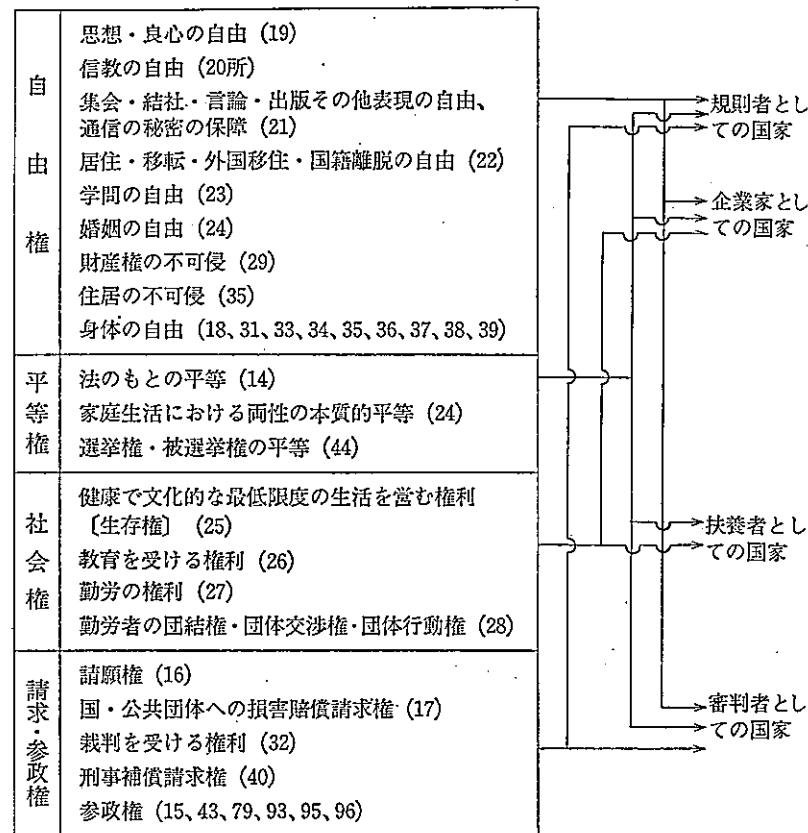 自由権
思想・良心の自由 (19)
信教の自由 (20所)
集会・結社・言論・出版その他表現の自由、
通信の秘密の保障 (21)
居住・移転・外国移住・国籍離脱の自由 (22)
学問の自由 (23)
婚姻の自由 (24)
財産権の不可侵 (29)
住居の不可侵 (35)
身体の自由 (18、31、33、34、35、36、37、38、39)
平等権
法のもとの平等 (14)
家庭生活における両性の本質的平等 (24)
選挙権・被選挙権の平等 (44)
社会権
健康で文化的な最低限度の生活を営む権利
〔生存権〕 (25)
教育を受ける権利 (26)
勤労の権利 (27)
勤労者の団結権・団体交渉権・団体行動権 (28)
請求・参政権
請願権 (16)
国・公共団体への損害賠償請求権 (17)
裁判を受ける権利 (32)
刑事補償請求権 (40)
参政権 (15、43、79、93、95、96)
規則者とし
ての国家
企業家とし
ての国家
扶養者とし
ての国家
審判者とし
ての国家